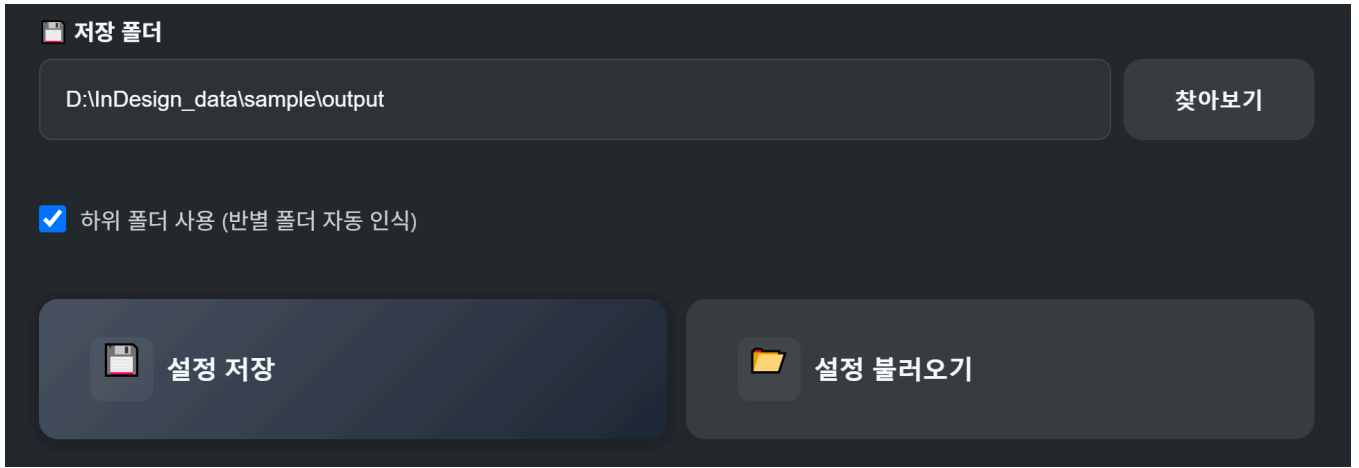 저장 폴더
D:\InDesign_data\sample\output
찾아보기
하위 폴더 사용 (반별 폴더 자동 인식)
설정 저장
설정 불러오기